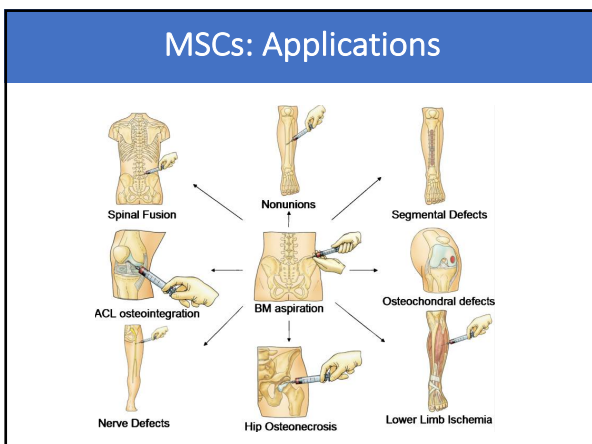 MSCs: Applications
Spinal Fusion
Nonunions
Segmental Defects
ACL osteointegration
BM aspiration
Osteochondral defects
Nerve Defects
Hip Osteonecrosis
Lower Limb Ischemia